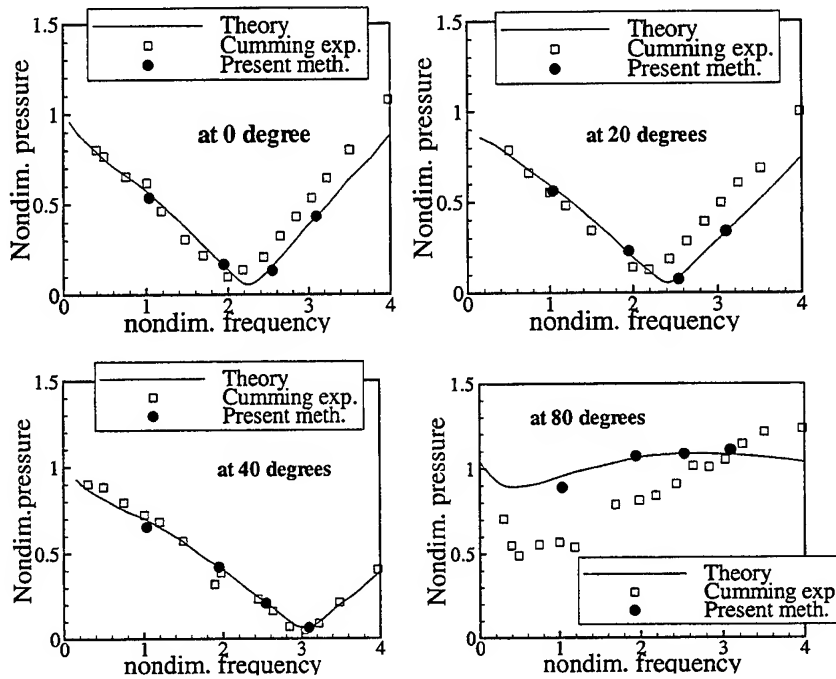 Theory
Cumming exp.
Present meth.
at 0 degree
Nondim. pressure
1.5
1
0.5
0
0 1 2 3 4
nondim. frequency
Theory
Cumming exp.
Present meth.
at 20 degrees
Nondim. pressure
1.5
1
0.5
0
0 1 2 3 4
nondim. frequency
Theory
Cumming exp.
Present meth.
at 40 degrees
Nondim.pressure
1.5
1
0.5
0
0 1 2 3 4
nondim. frequency
at 80 degrees
Nondim. pressure
1.5
1
0.5
0
0 1 2 3 4
nondim. frequency
Theory
Cumming exp
Present meth.